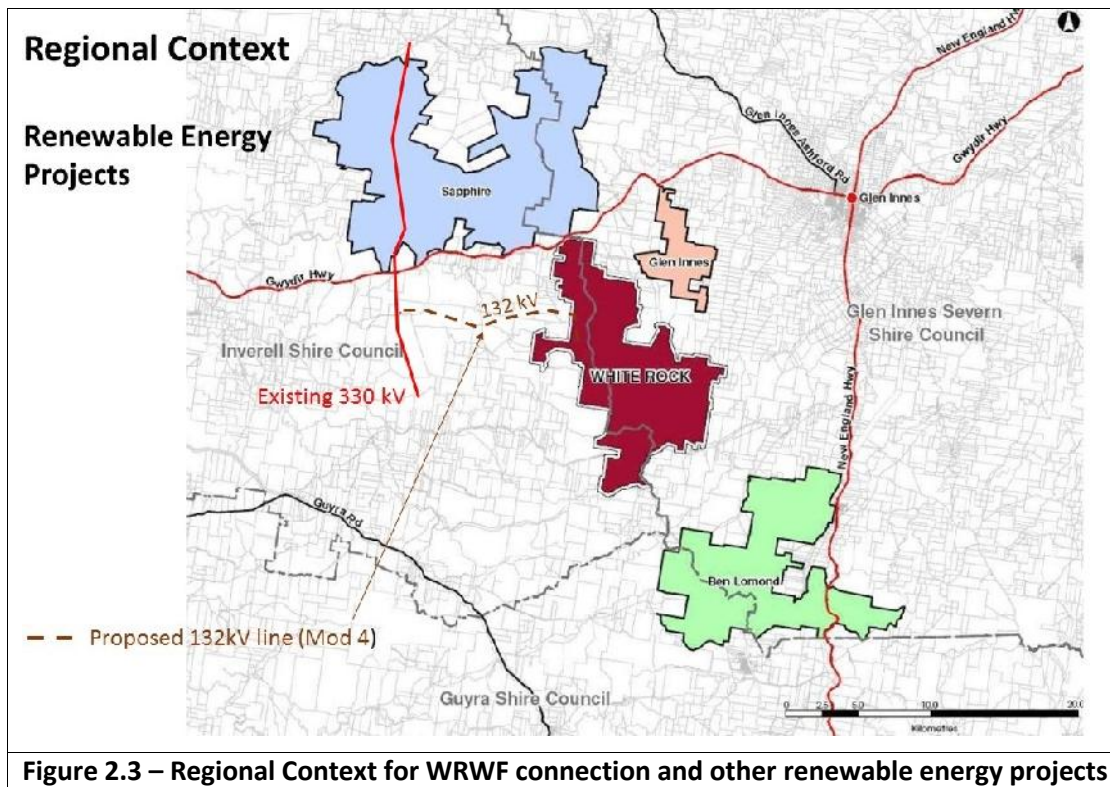 Regional Context
Renewable Energy
Projects
New England Hwy
Glen Innes Ashford Rd
Gwydir Hwy
Glen Innes
Sapphire
Glen Innes
Gwydir Hwy
132 kV
Glen Innes Severn
Shire Council
Inverell Shire Council
WHITE ROCK
Existing 330 kV
New England Hwy
Guyra Rd
Ben Lomond
Proposed 132kV line (Mod 4)
Guyra Shire Council
0 2.5 5.0 10.0 20.0
Kilometres
Figure 2.3 – Regional Context for WRWF connection and other renewable energy projects